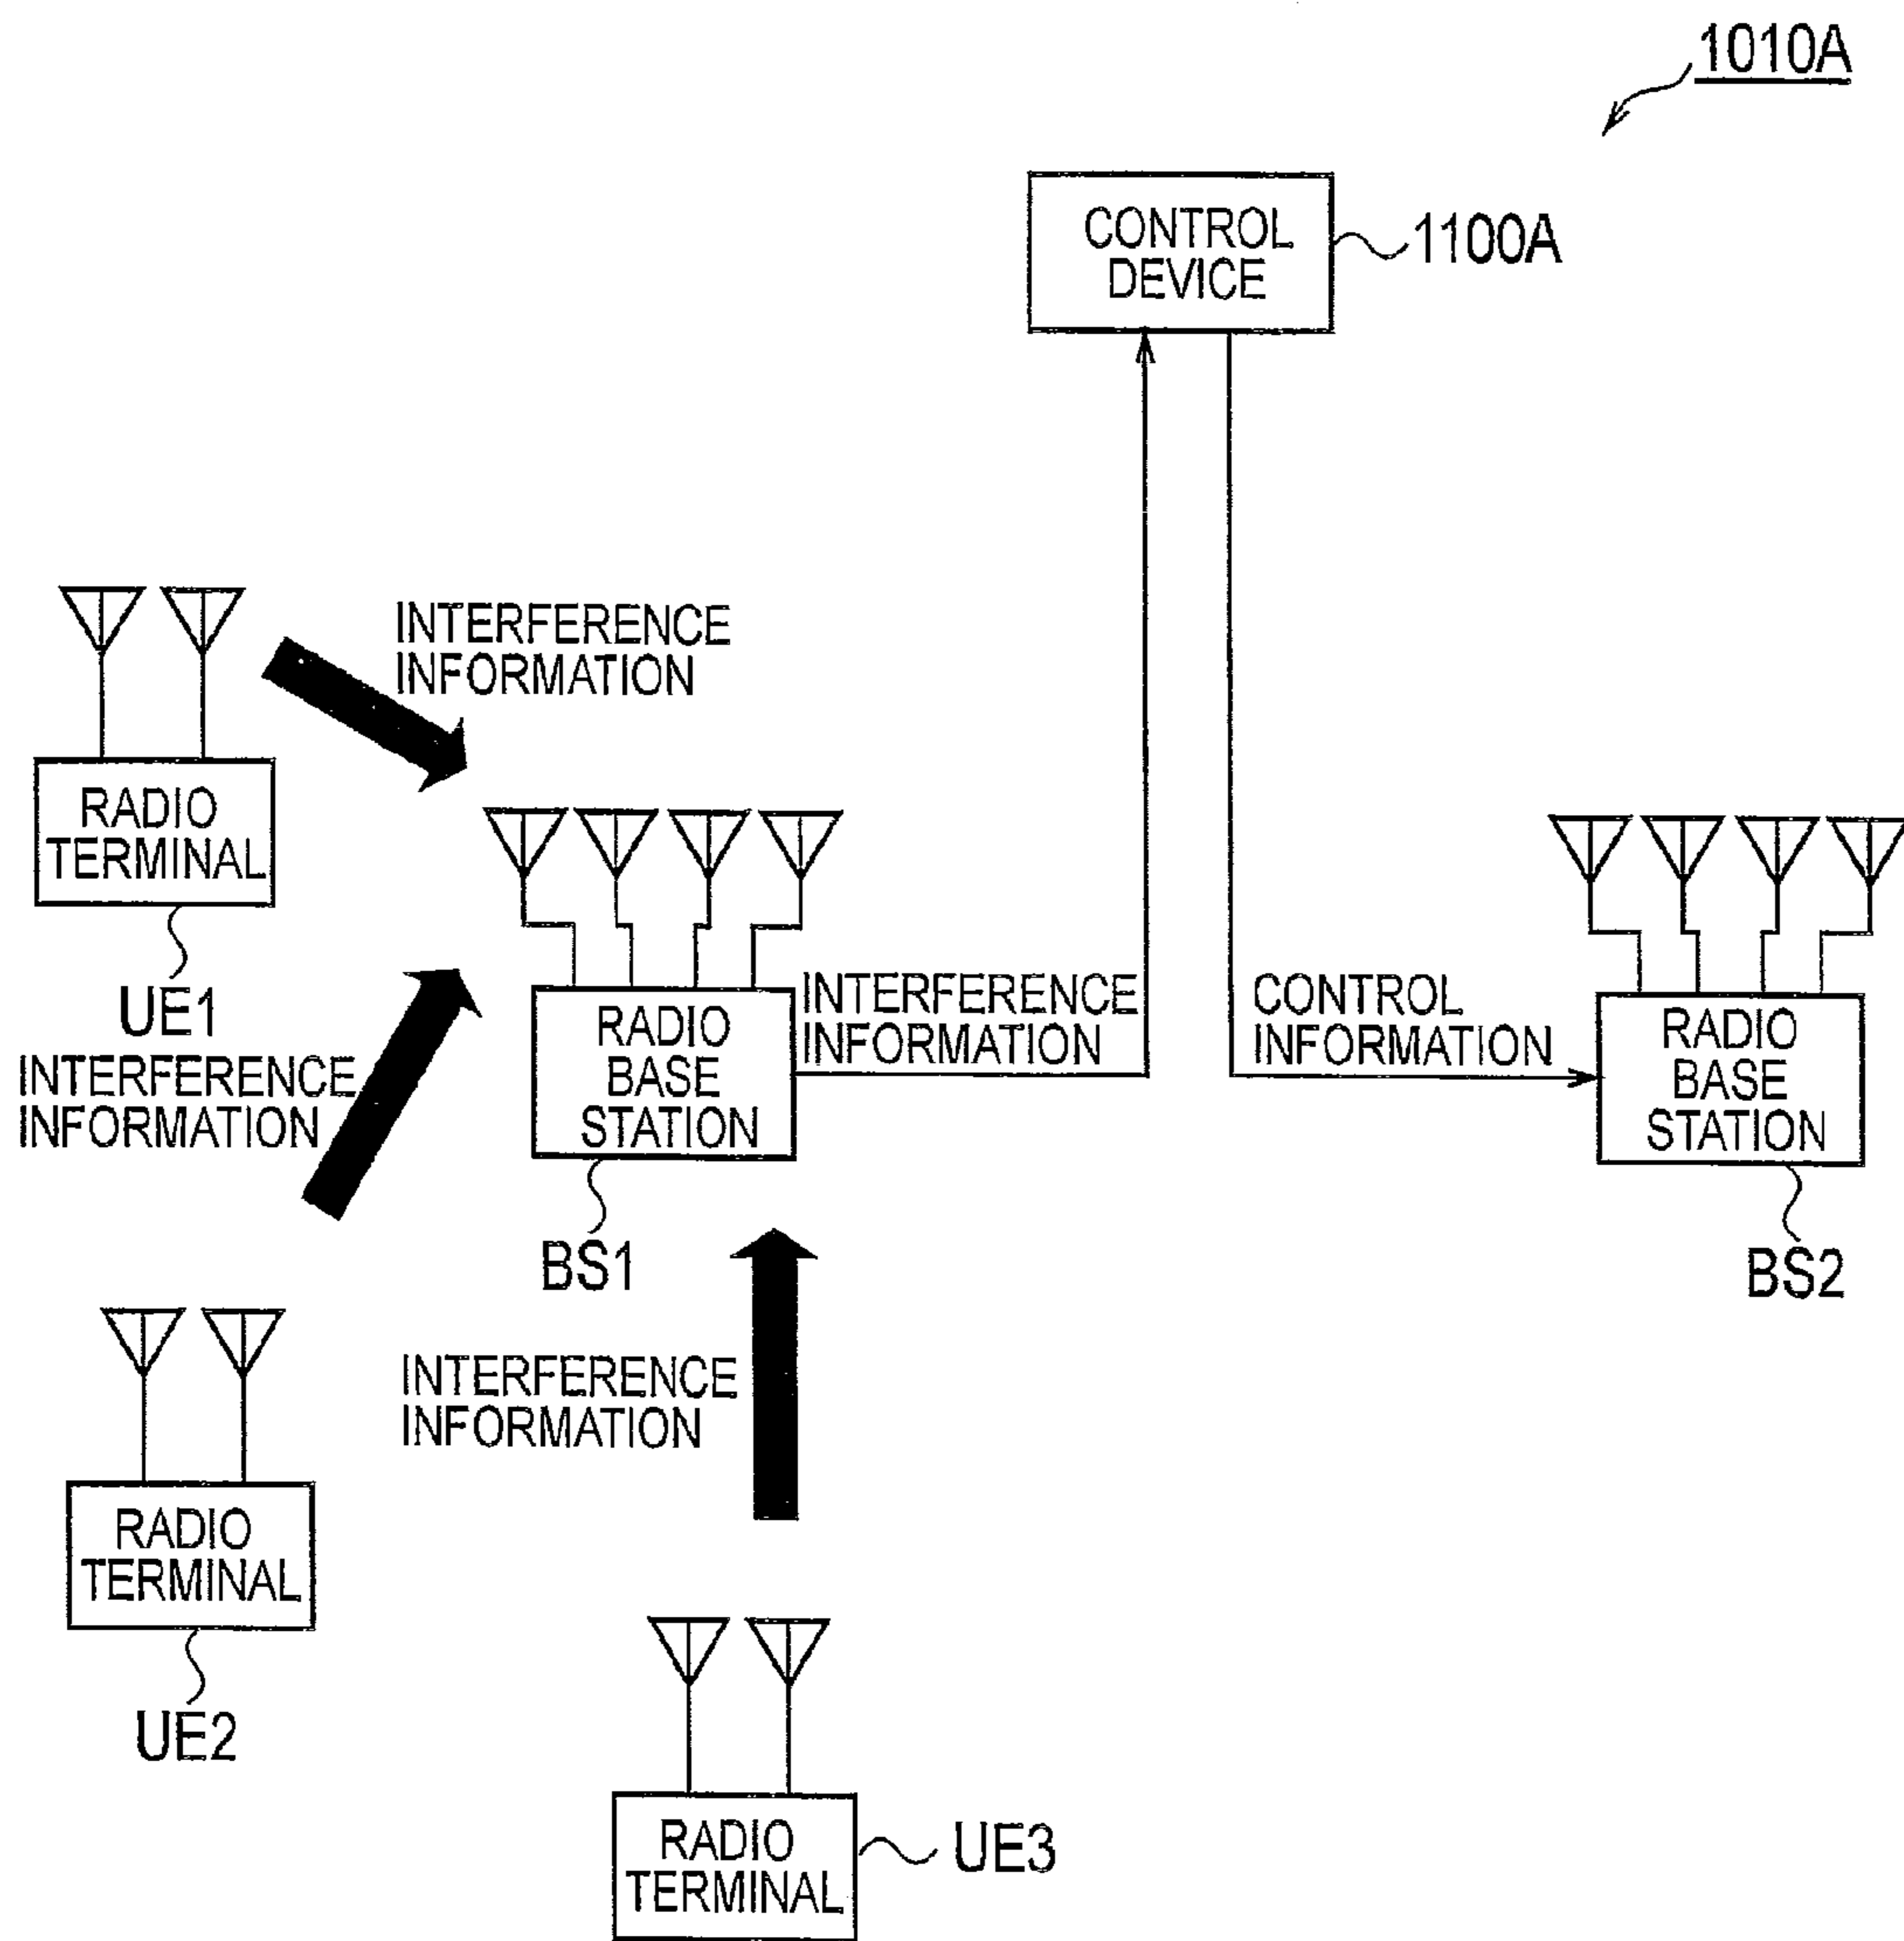 1010A
CONTROL
DEVICE
1100A
INTERFERENCE
INFORMATION
RADIO
TERMINAL
UE1
INTERFERENCE
INFORMATION
RADIO
BASE
STATION
BS1
INTERFERENCE
INFORMATION
CONTROL
INFORMATION
RADIO
BASE
STATION
BS2
INTERFERENCE
INFORMATION
RADIO
TERMINAL
UE2
RADIO
TERMINAL
UE3